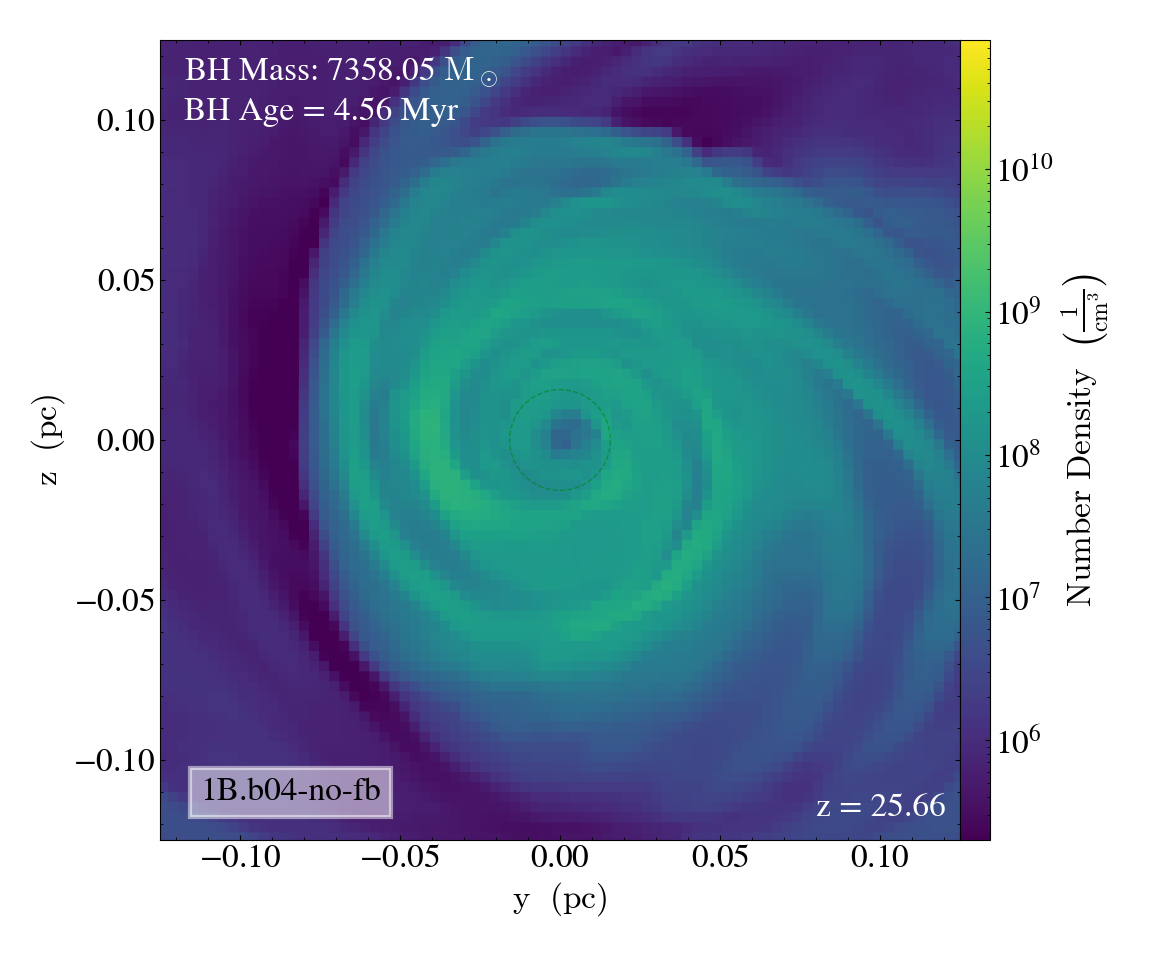 BH Mass: 7358.05 M⊙
BH Age = 4.56 Myr
0.10
0.05
0.00
−0.05
−0.10
z (pc)
1B.b04-no-fb
z = 25.66
−0.10 −0.05 0.00 0.05 0.10
y (pc)
10¹⁰
10⁹
10⁸
10⁷
10⁶
Number Density (1/cm³)